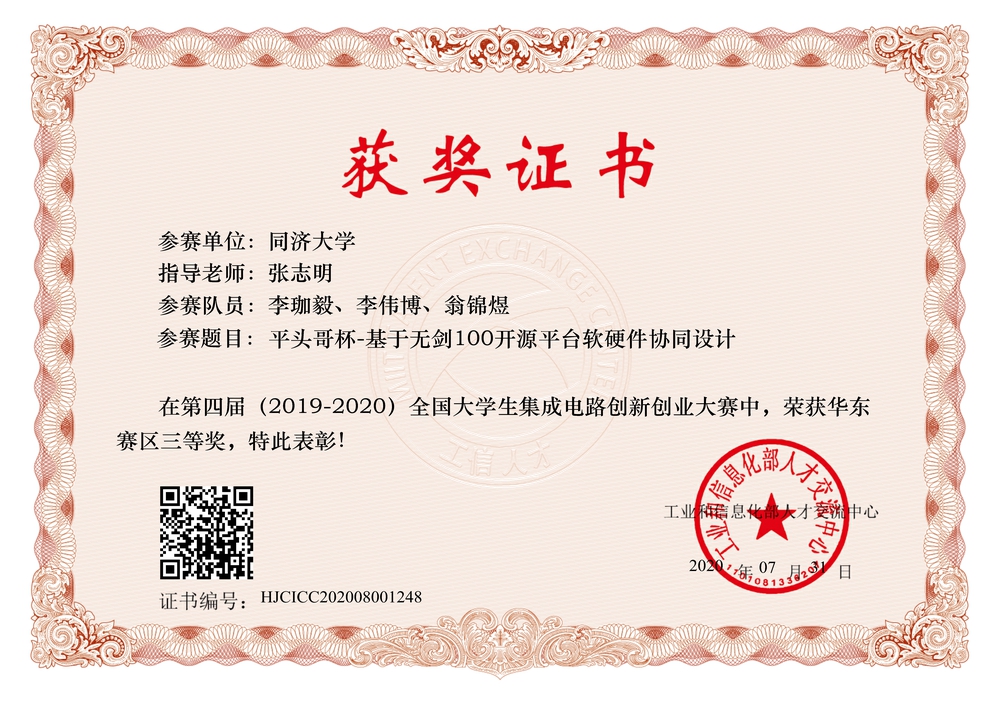 获奖证书
参赛单位：同济大学
指导老师：张志明
参赛队员：李珈毅、李伟博、翁锦煜
参赛题目：平头哥杯-基于无剑100开源平台软硬件协同设计
在第四届（2019-2020）全国大学生集成电路创新创业大赛中，荣获华东
赛区三等奖，特此表彰！
工业和信息化部人才交流中心
工业和信息化部人才交流中心
2020 年 07 月 31 日
证书编号：HJCICC202008001248
工信人才